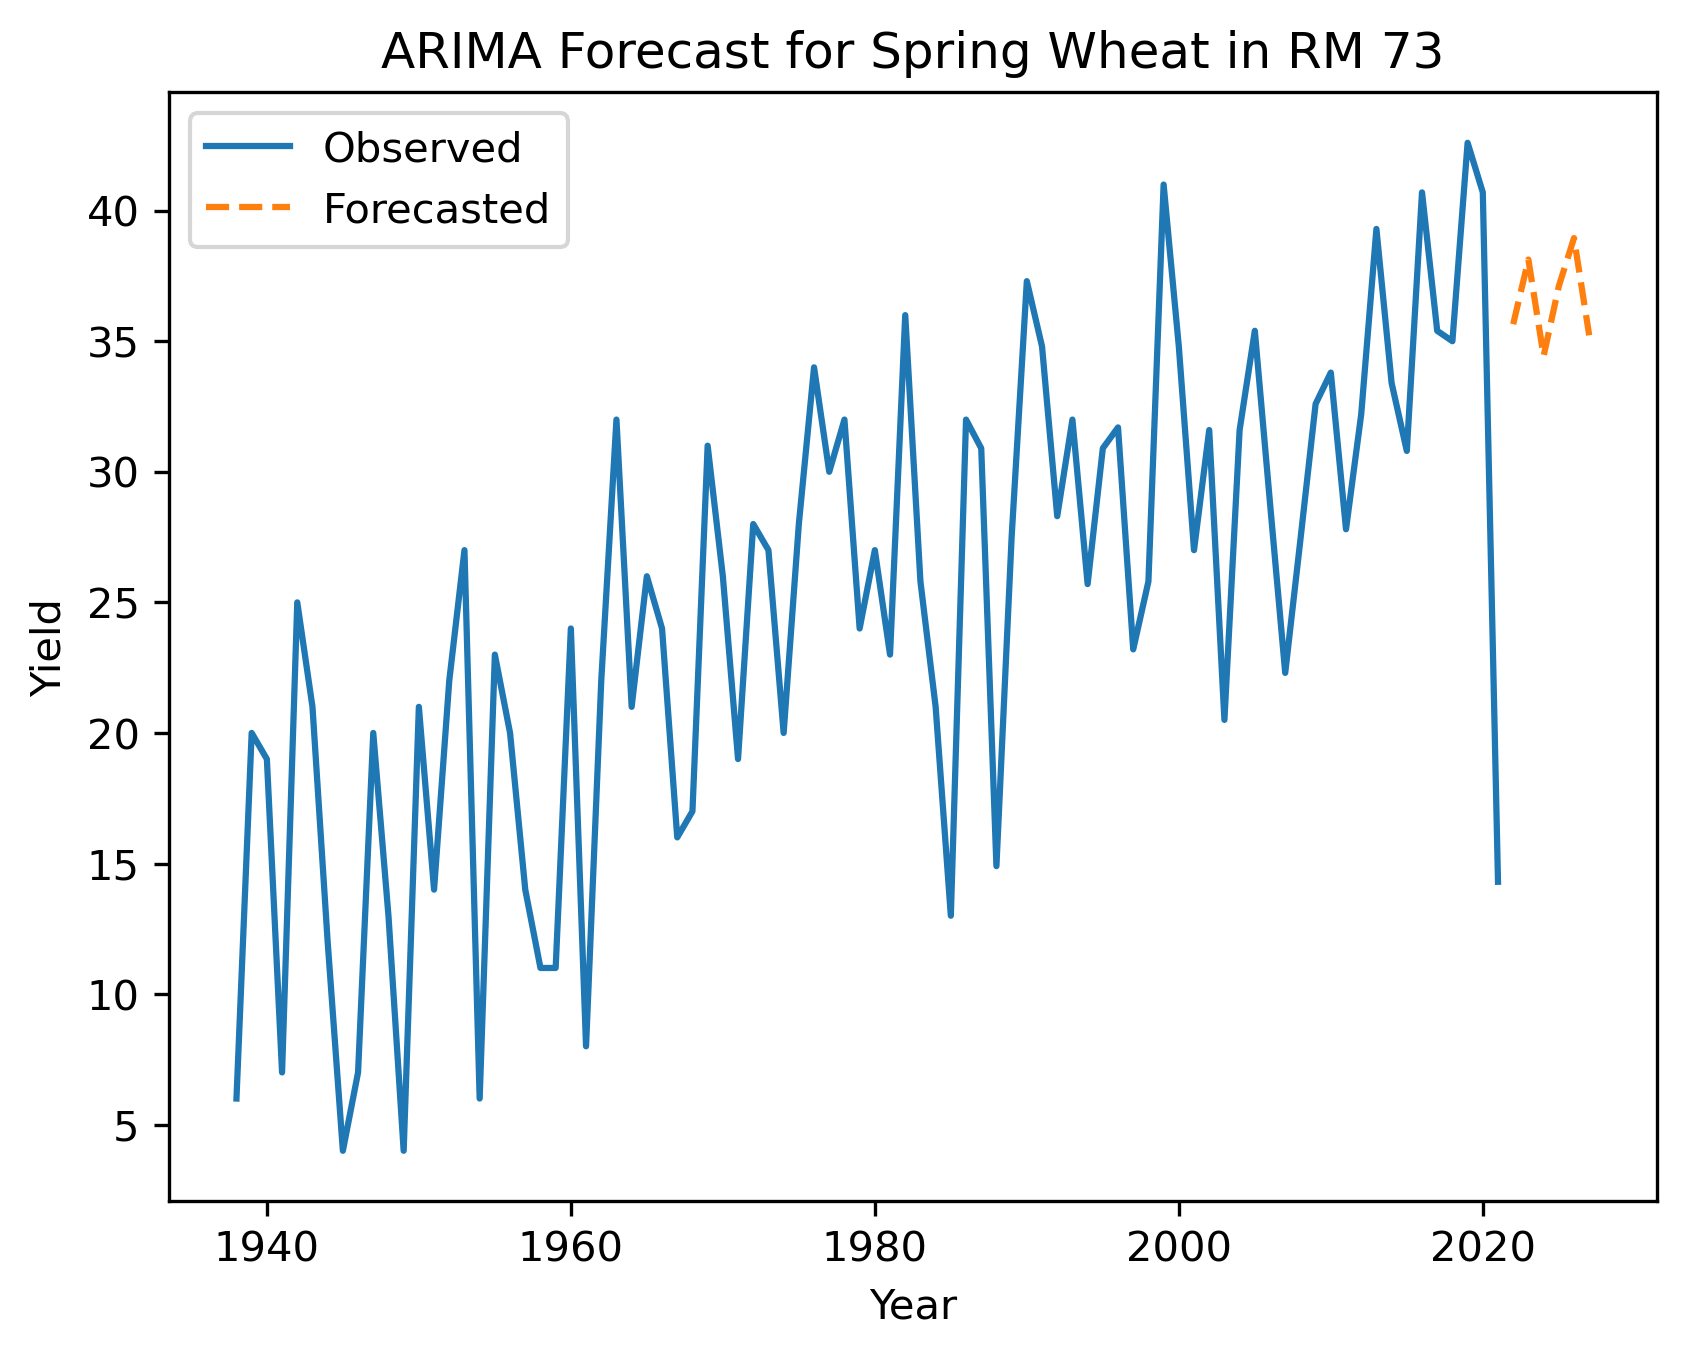 ARIMA Forecast for Spring Wheat in RM 73
Observed
Forecasted
40
35
30
25
20
15
10
5
Yield
1940 1960 1980 2000 2020
Year